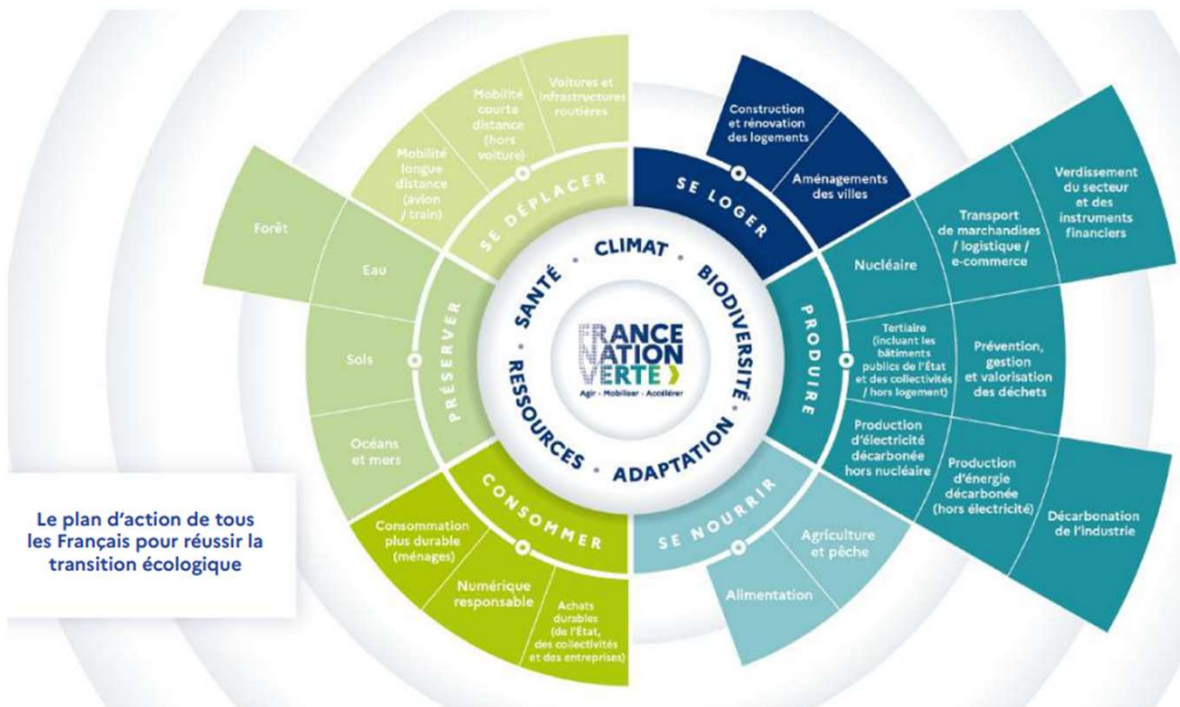 Voitures et
infrastructures
routières
Mobilité
courte
distance
(hors
voiture)
Mobilité
longue
distance
(avion
/ train)
SE DÉPLACER
Construction
et rénovation
des logements
Aménagements
des villes
SE LOGER
Verdissement
du secteur
et des
instruments
financiers
Transport
de marchandises
/ logistique /
e-commerce
Nucléaire
Tertiaire
(incluant les
bâtiments
publics de l'État
et des collectivités
/ hors logement)
Prévention,
gestion
et valorisation
des déchets
Production
d'électricité
décarbonée
hors nucléaire
Production
d'énergie
décarbonée
(hors électricité)
Décarbonation
de l'industrie
PRODUIRE
Agriculture
et pêche
Alimentation
SE NOURRIR
Achats
durables
(de l'État,
des collectivités
et des entreprises)
Numérique
responsable
Consommation
plus durable
(ménages)
CONSOMMER
Océans
et mers
Sols
Eau
Forêt
PRÉSERVER
SANTÉ • CLIMAT • BIODIVERSITÉ • ADAPTATION • RESSOURCES •
FRANCE
NATION
VERTE
Agir - Mobiliser - Accélérer
Le plan d'action de tous
les Français pour réussir la
transition écologique